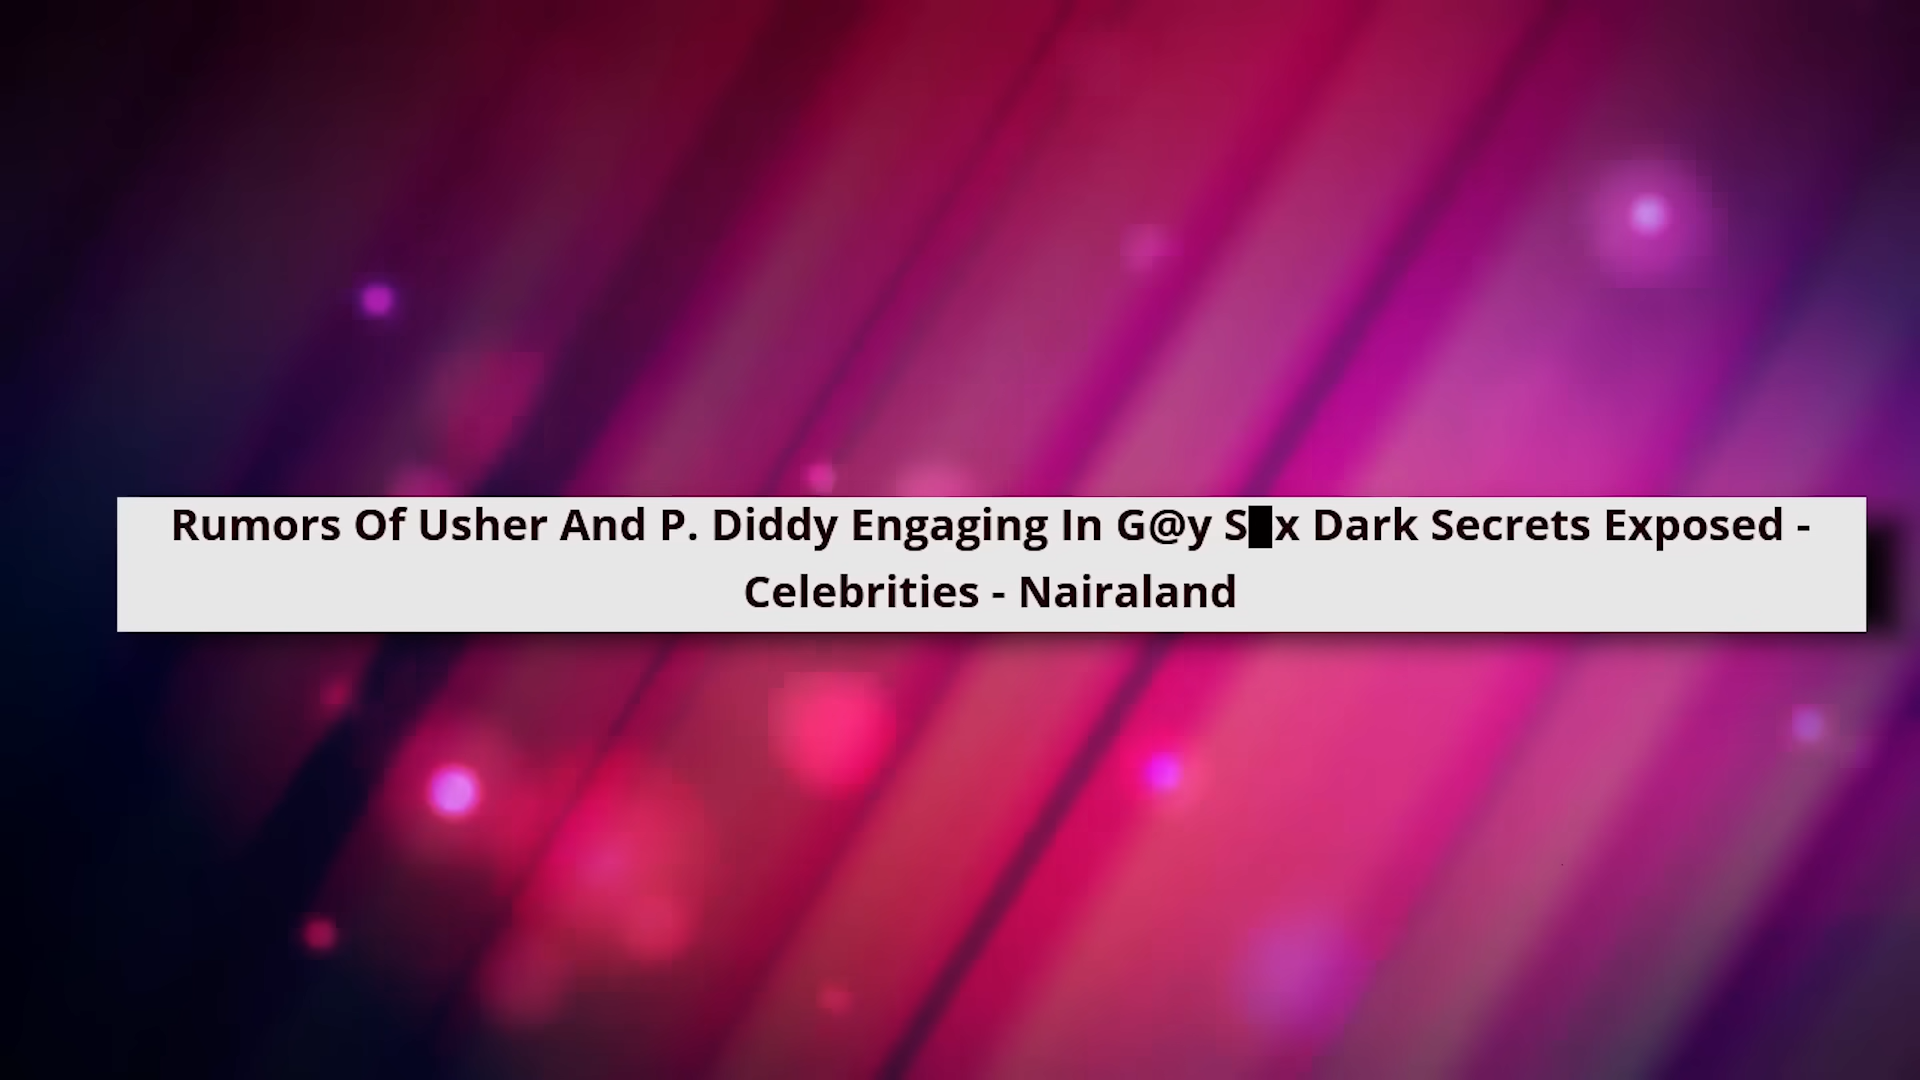 Rumors Of Usher And P. Diddy Engaging In G@y S█x Dark Secrets Exposed -
Celebrities - Nairaland